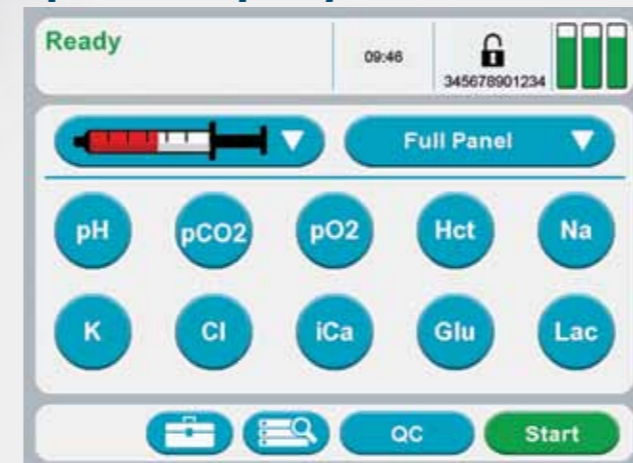 Ready
09:46
345678901234
Full Panel
pH pCO2 pO2 Hct Na
K Cl iCa Glu Lac
QC Start